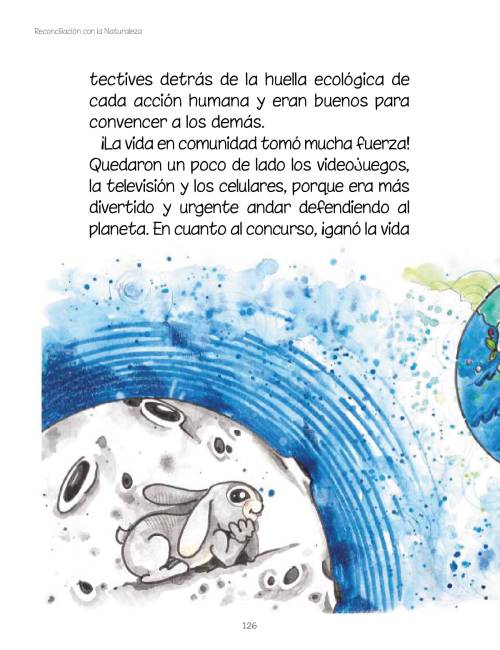 Reconciliación con la Naturaleza
tectives detrás de la huella ecológica de
cada acción humana y eran buenos para
convencer a los demás.
¡La vida en comunidad tomó mucha fuerza!
Quedaron un poco de lado los videojuegos,
la televisión y los celulares, porque era más
divertido y urgente andar defendiendo al
planeta. En cuanto al concurso, ¡ganó la vida
126